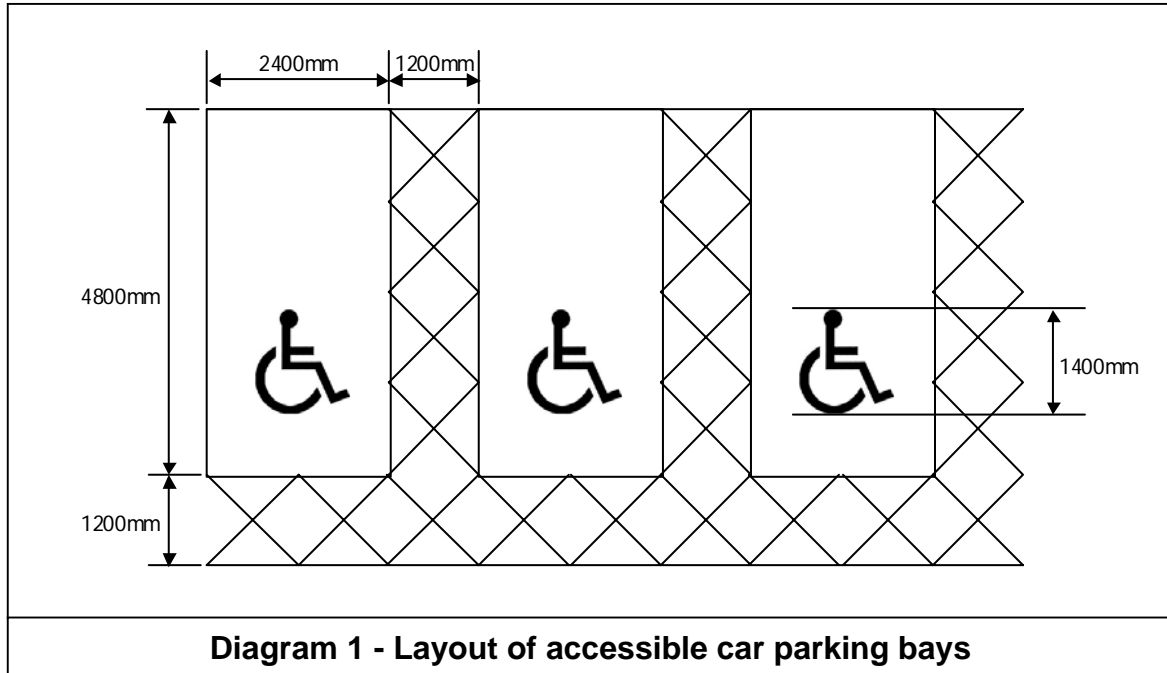 2400mm
1200mm
4800mm
1400mm
1200mm
Diagram 1 - Layout of accessible car parking bays